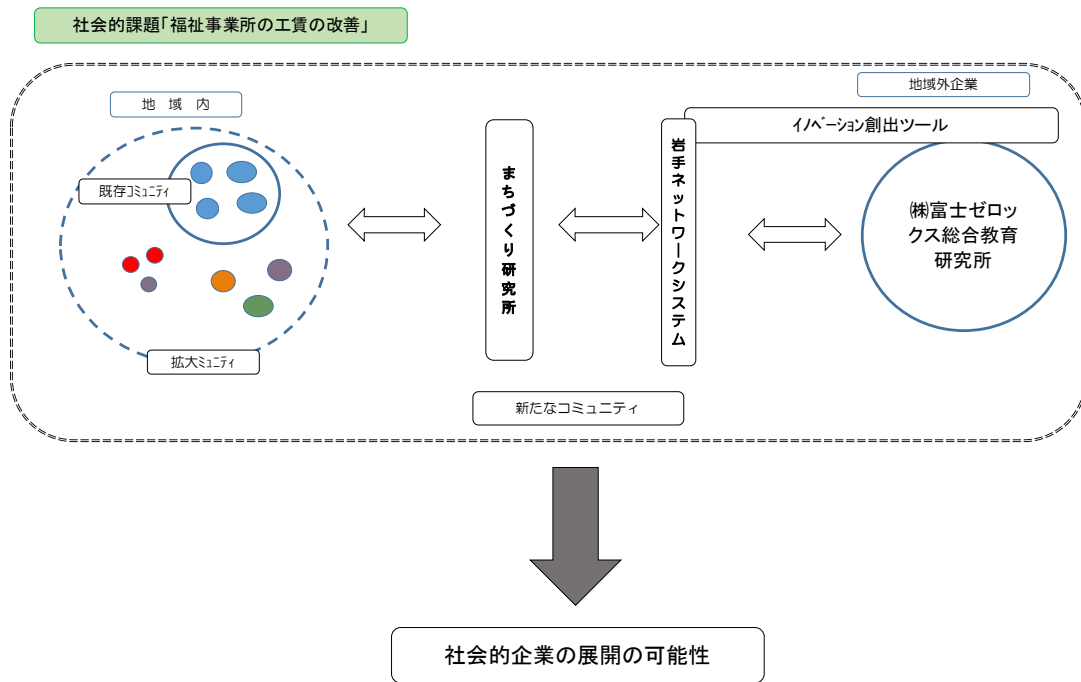 社会的課題「福祉事業所の工賃の改善」
地　域　内
地域外企業
ｲﾉﾍﾞｰｼｮﾝ創出ツール
既存ｺﾐｭﾆﾃｨ
まちづくり研究所
岩手ネットワークシステム
㈱富士ゼロッ
クス総合教育
研究所
拡大ﾐｭﾆﾃｨ
新たなコミュニティ
社会的企業の展開の可能性